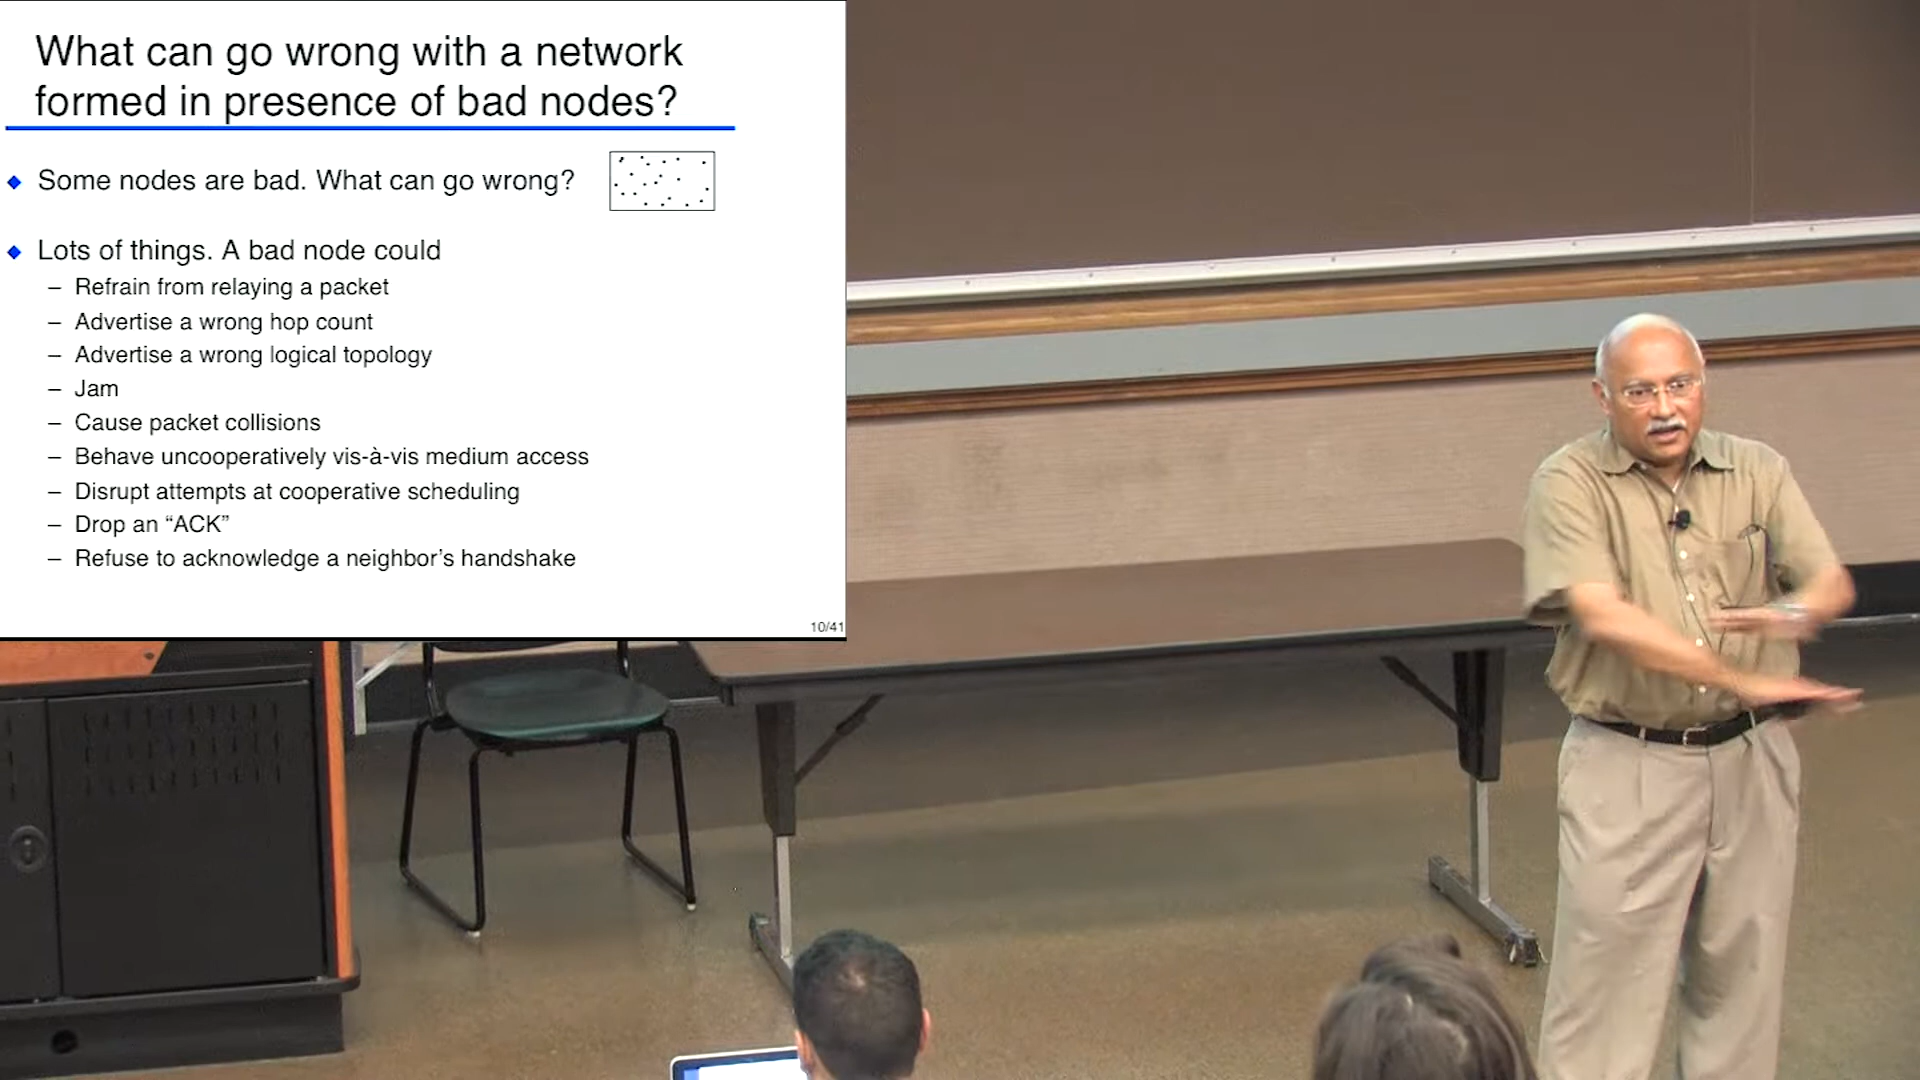 What can go wrong with a network
formed in presence of bad nodes?
◆ Some nodes are bad. What can go wrong?
◆ Lots of things. A bad node could
– Refrain from relaying a packet
– Advertise a wrong hop count
– Advertise a wrong logical topology
– Jam
– Cause packet collisions
– Behave uncooperatively vis-à-vis medium access
– Disrupt attempts at cooperative scheduling
– Drop an “ACK”
– Refuse to acknowledge a neighbor’s handshake
10/41